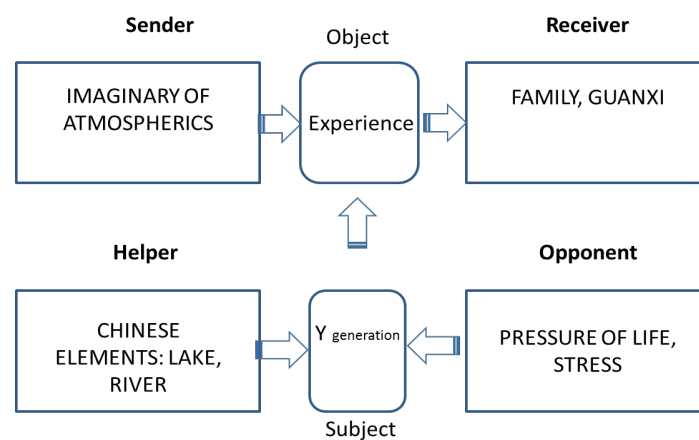 Sender
Object
Receiver
IMAGINARY OF
ATMOSPHERICS
Experience
FAMILY, GUANXI
Helper
Opponent
CHINESE
ELEMENTS: LAKE,
RIVER
Y generation
PRESSURE OF LIFE,
STRESS
Subject